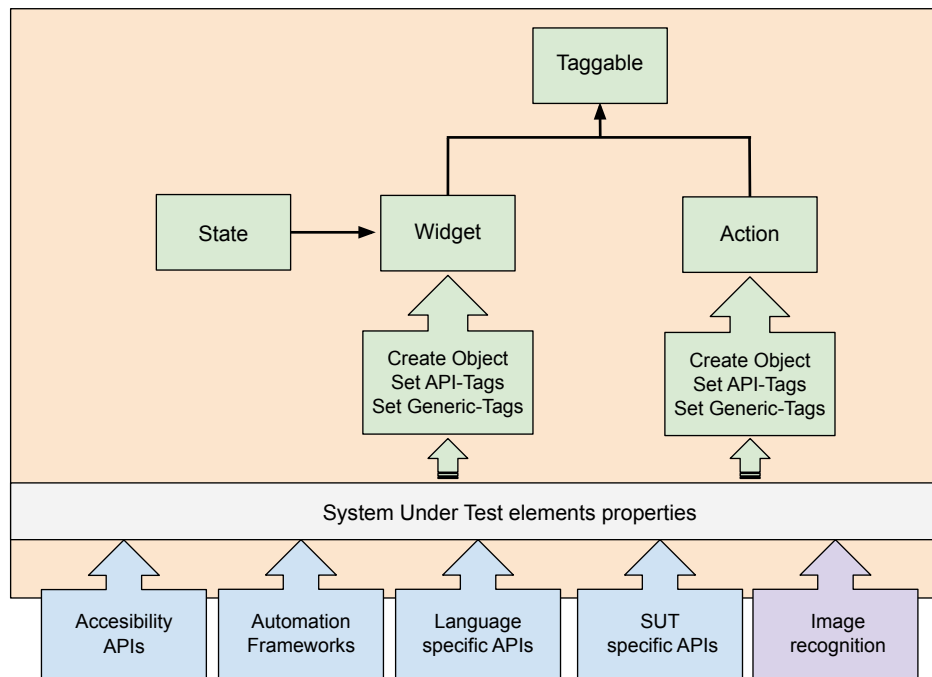 Taggable
State
Widget
Action
Create Object
Set API-Tags
Set Generic-Tags
Create Object
Set API-Tags
Set Generic-Tags
System Under Test elements properties
Accesibility
APIs
Automation
Frameworks
Language
specific APIs
SUT
specific APIs
Image
recognition